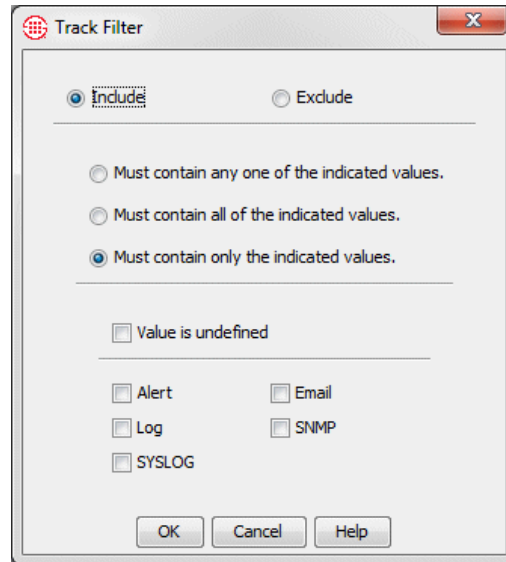 Track Filter
Include Exclude
Must contain any one of the indicated values.
Must contain all of the indicated values.
Must contain only the indicated values.
Value is undefined
Alert Email
Log SNMP
SYSLOG
OK Cancel Help